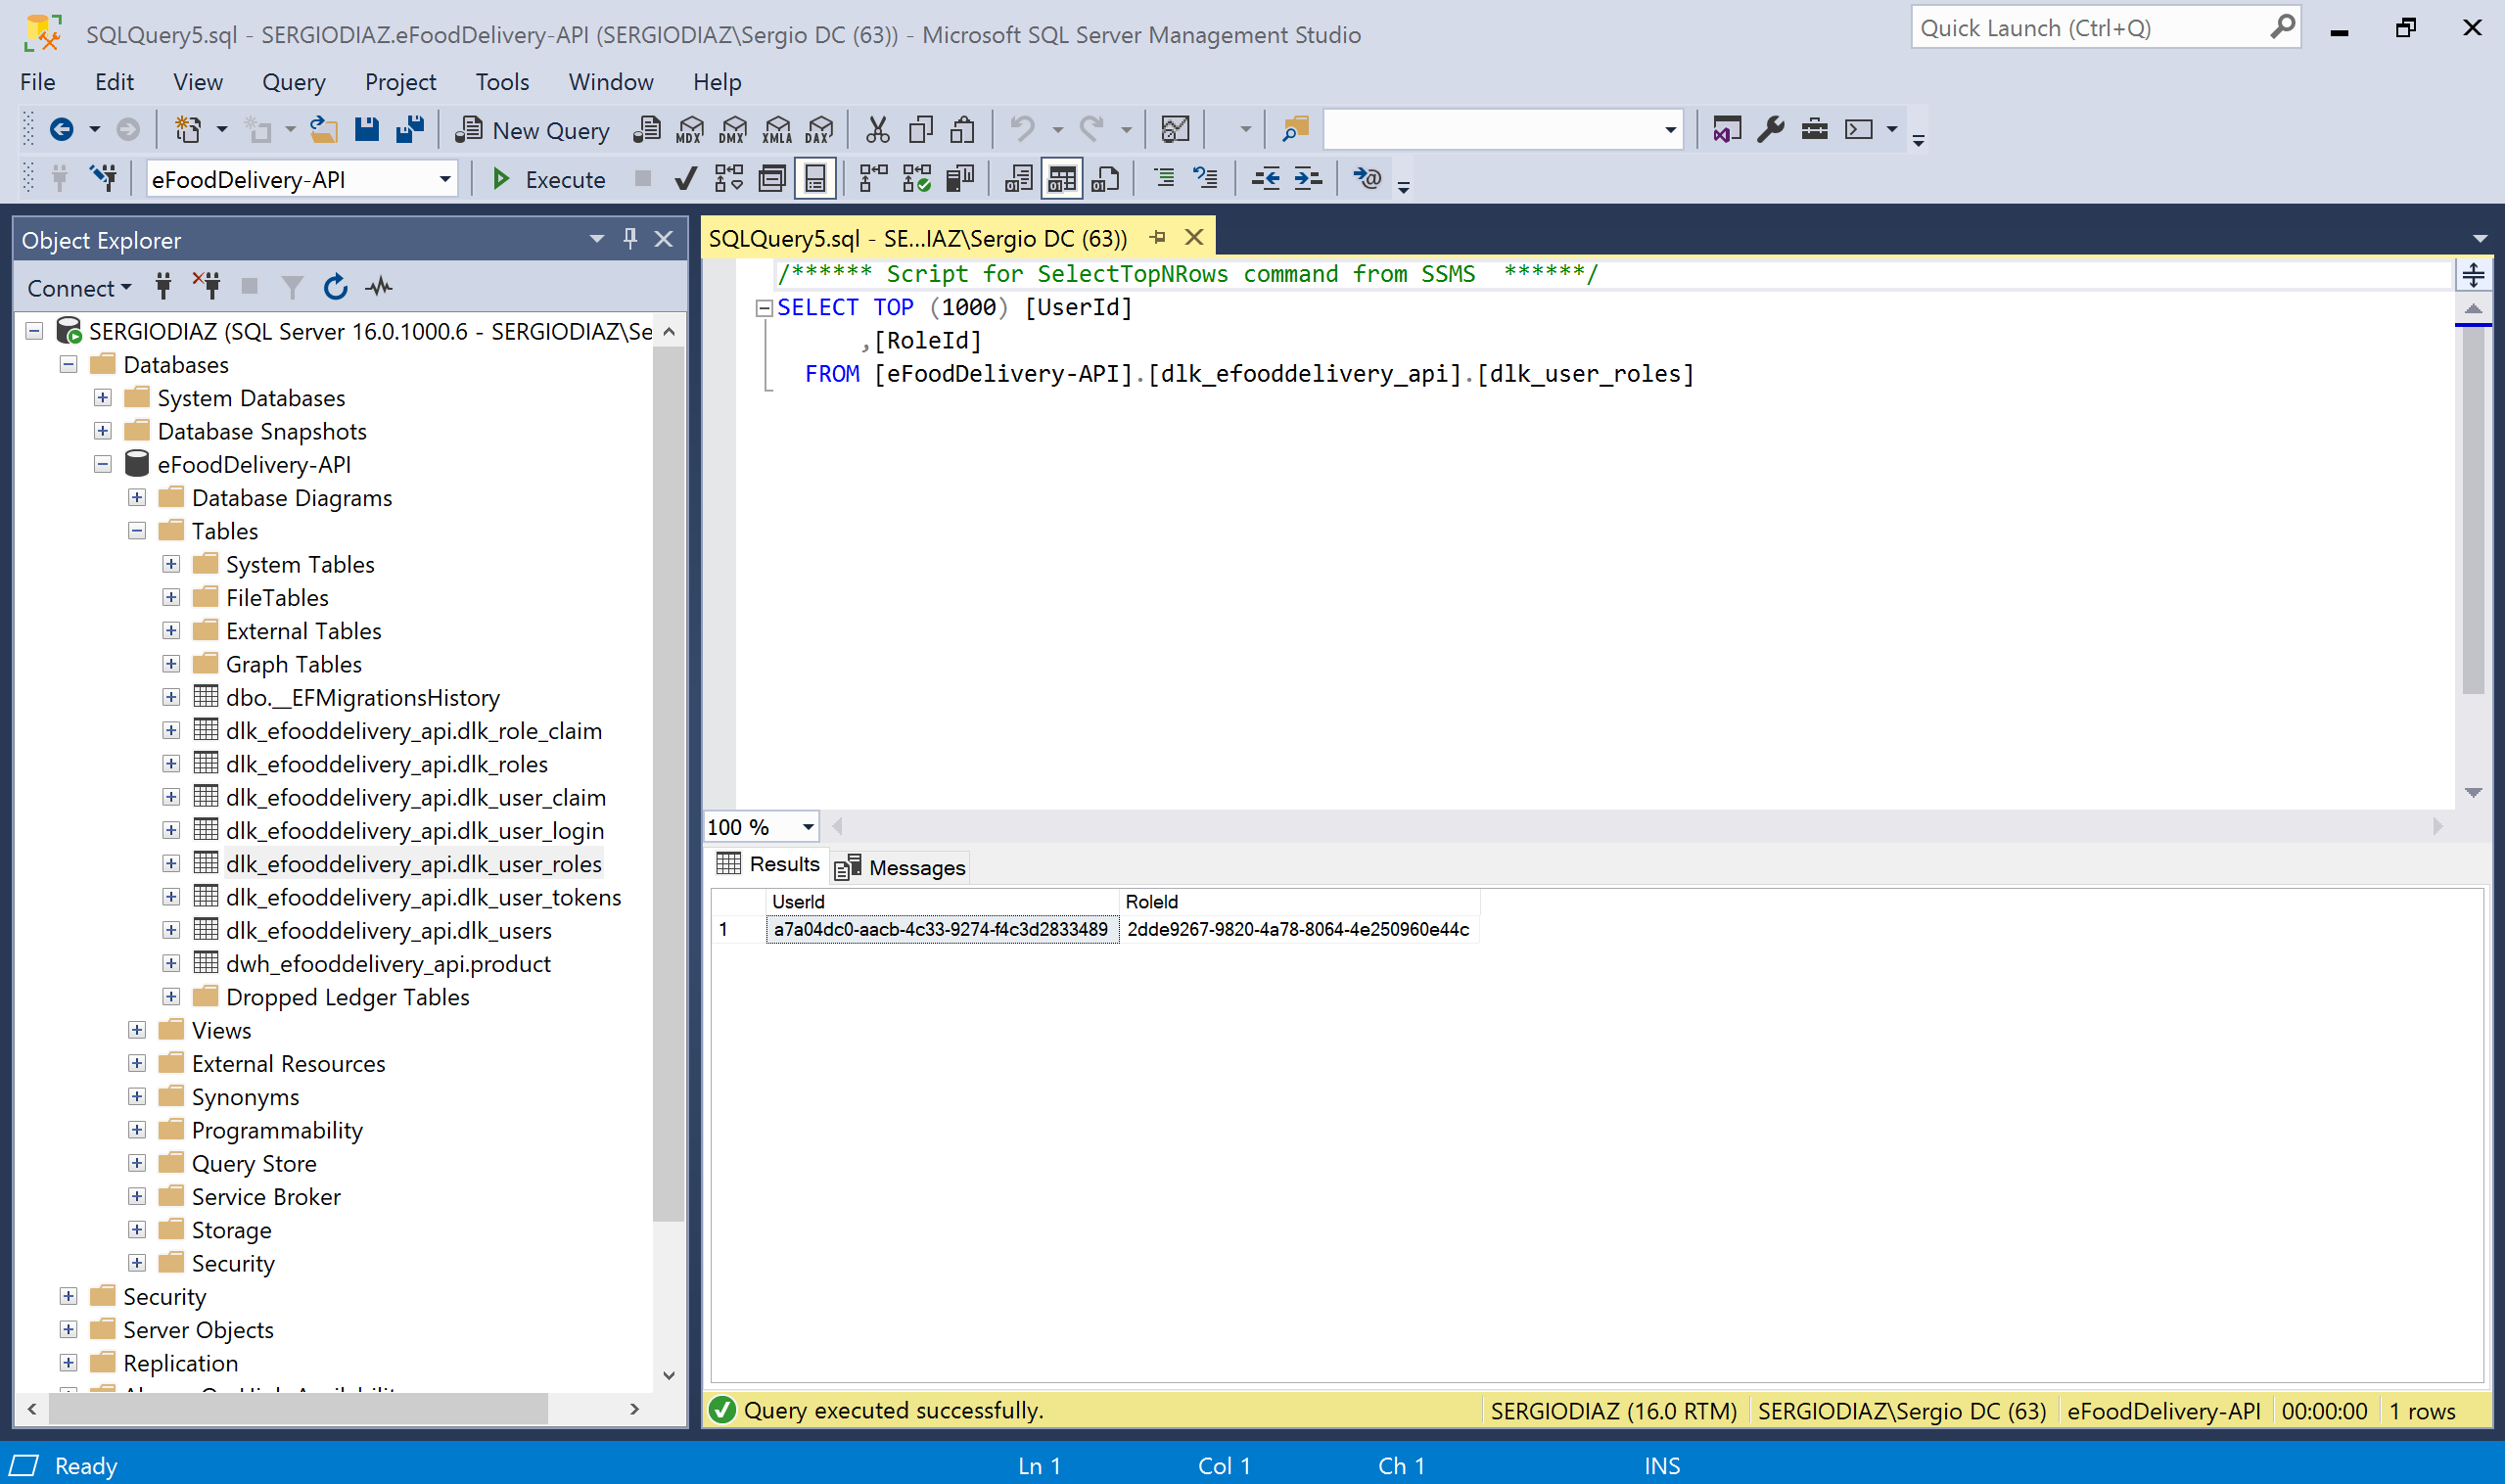 SQLQuery5.sql - SERGIODIAZ.eFoodDelivery-API (SERGIODIAZ\Sergio DC (63)) - Microsoft SQL Server Management Studio
Quick Launch (Ctrl+Q)
File Edit View Query Project Tools Window Help
New Query MDX DMX XMLA DAX
eFoodDelivery-API Execute
Object Explorer
Connect
SERGIODIAZ (SQL Server 16.0.1000.6 - SERGIODIAZ\Se
Databases
System Databases
Database Snapshots
eFoodDelivery-API
Database Diagrams
Tables
System Tables
FileTables
External Tables
Graph Tables
dbo.__EFMigrationsHistory
dlk_efooddelivery_api.dlk_role_claim
dlk_efooddelivery_api.dlk_roles
dlk_efooddelivery_api.dlk_user_claim
dlk_efooddelivery_api.dlk_user_login
dlk_efooddelivery_api.dlk_user_roles
dlk_efooddelivery_api.dlk_user_tokens
dlk_efooddelivery_api.dlk_users
dwh_efooddelivery_api.product
Dropped Ledger Tables
Views
External Resources
Synonyms
Programmability
Query Store
Service Broker
Storage
Security
Security
Server Objects
Replication
SQLQuery5.sql - SE...IAZ\Sergio DC (63))
/****** Script for SelectTopNRows command from SSMS ******/
SELECT TOP (1000) [UserId]
,[RoleId]
FROM [eFoodDelivery-API].[dlk_efooddelivery_api].[dlk_user_roles]
100 %
Results Messages
UserId RoleId
1 a7a04dc0-aacb-4c33-9274-f4c3d2833489 2dde9267-9820-4a78-8064-4e250960e44c
Query executed successfully. SERGIODIAZ (16.0 RTM) SERGIODIAZ\Sergio DC (63) eFoodDelivery-API 00:00:00 1 rows
Ready Ln 1 Col 1 Ch 1 INS